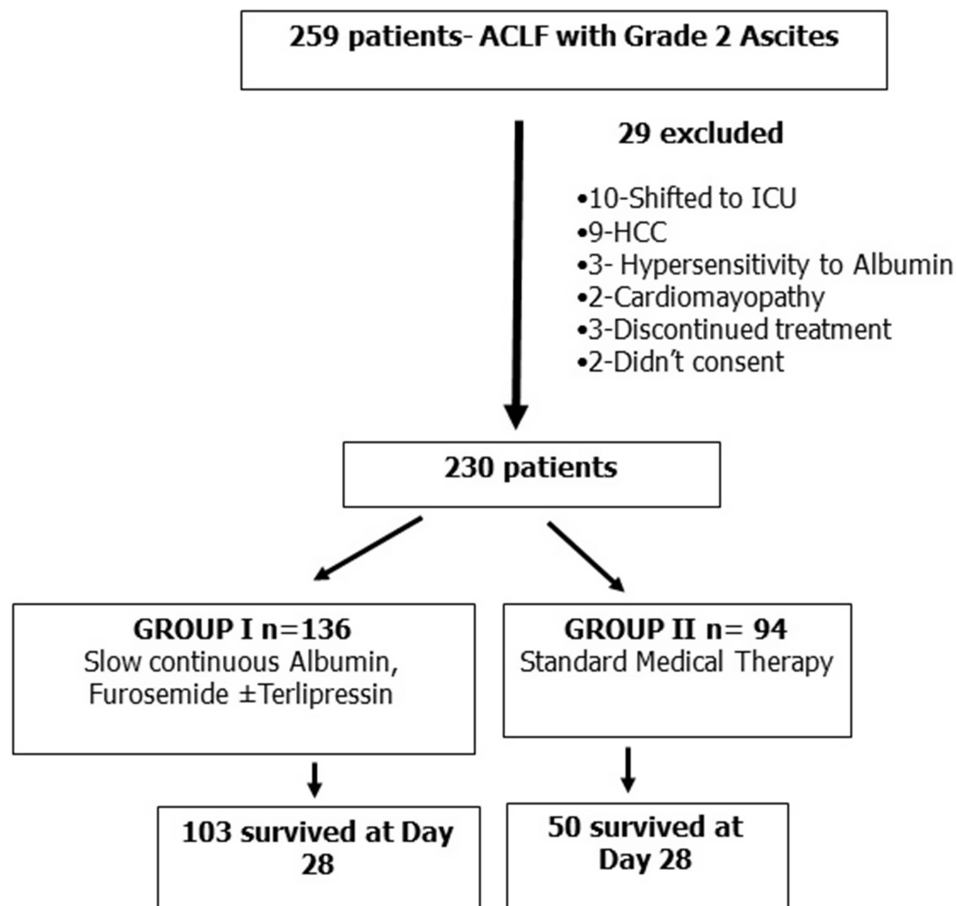 259 patients- ACLF with Grade 2 Ascites
29 excluded
•10-Shifted to ICU
•9-HCC
•3- Hypersensitivity to Albumin
•2-Cardiomayopathy
•3-Discontinued treatment
•2-Didn’t consent
230 patients
GROUP I n=136
Slow continuous Albumin,
Furosemide ±Terlipressin
GROUP II n= 94
Standard Medical Therapy
103 survived at Day
28
50 survived at
Day 28